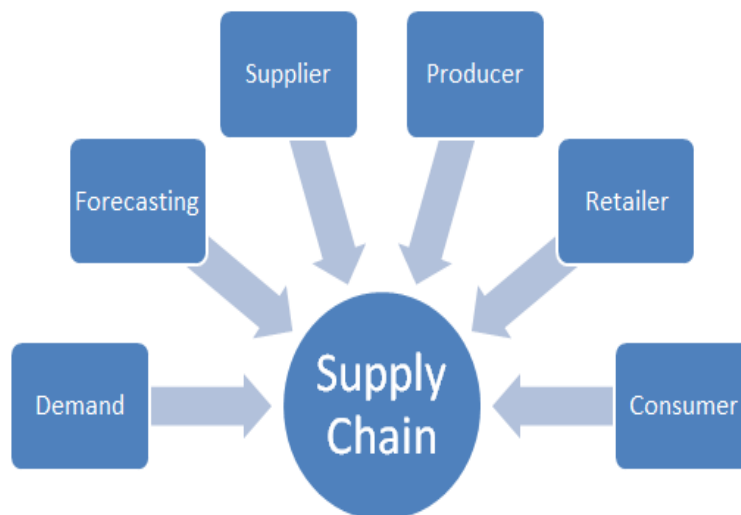 Supplier
Producer
Forecasting
Retailer
Demand
Supply
Chain
Consumer